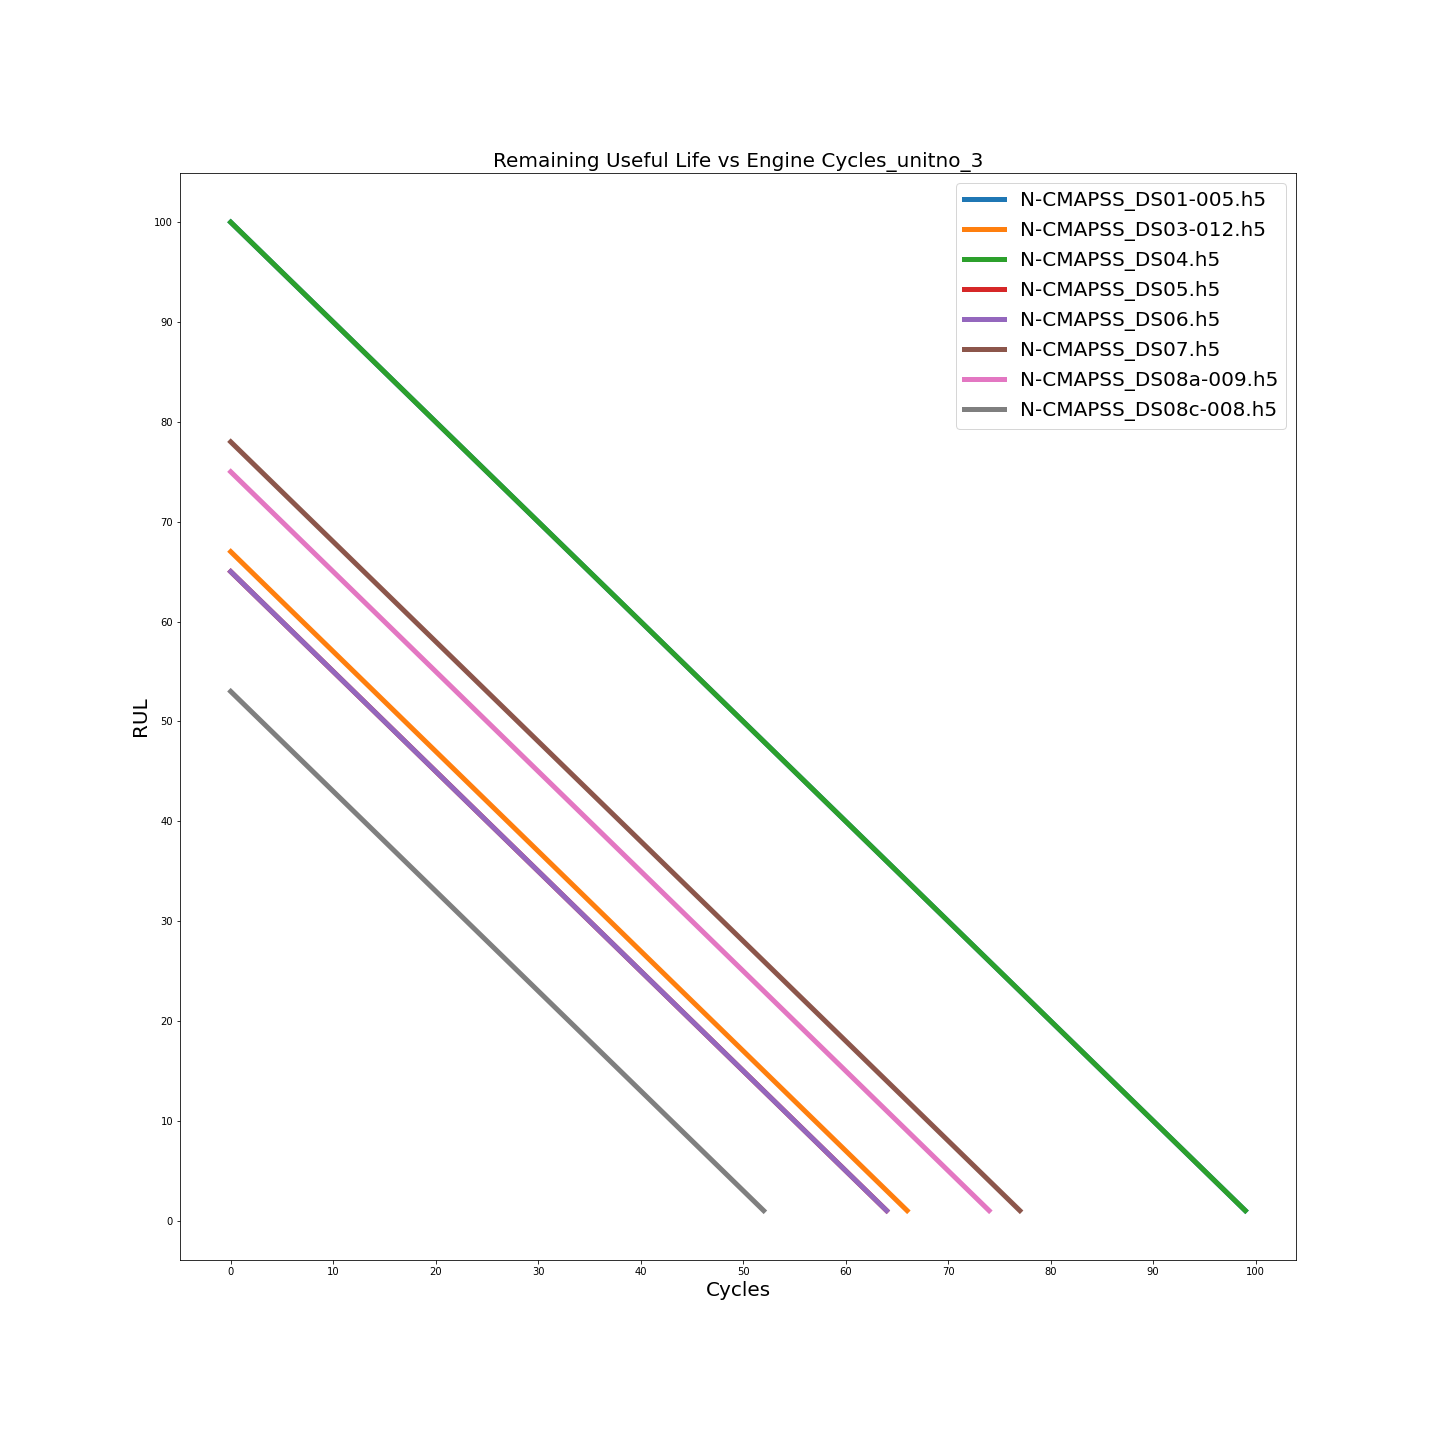 Remaining Useful Life vs Engine Cycles_unitno_3
N-CMAPSS_DS01-005.h5
N-CMAPSS_DS03-012.h5
N-CMAPSS_DS04.h5
N-CMAPSS_DS05.h5
N-CMAPSS_DS06.h5
N-CMAPSS_DS07.h5
N-CMAPSS_DS08a-009.h5
N-CMAPSS_DS08c-008.h5
RUL
100
90
80
70
60
50
40
30
20
10
0
0 10 20 30 40 50 60 70 80 90 100
Cycles